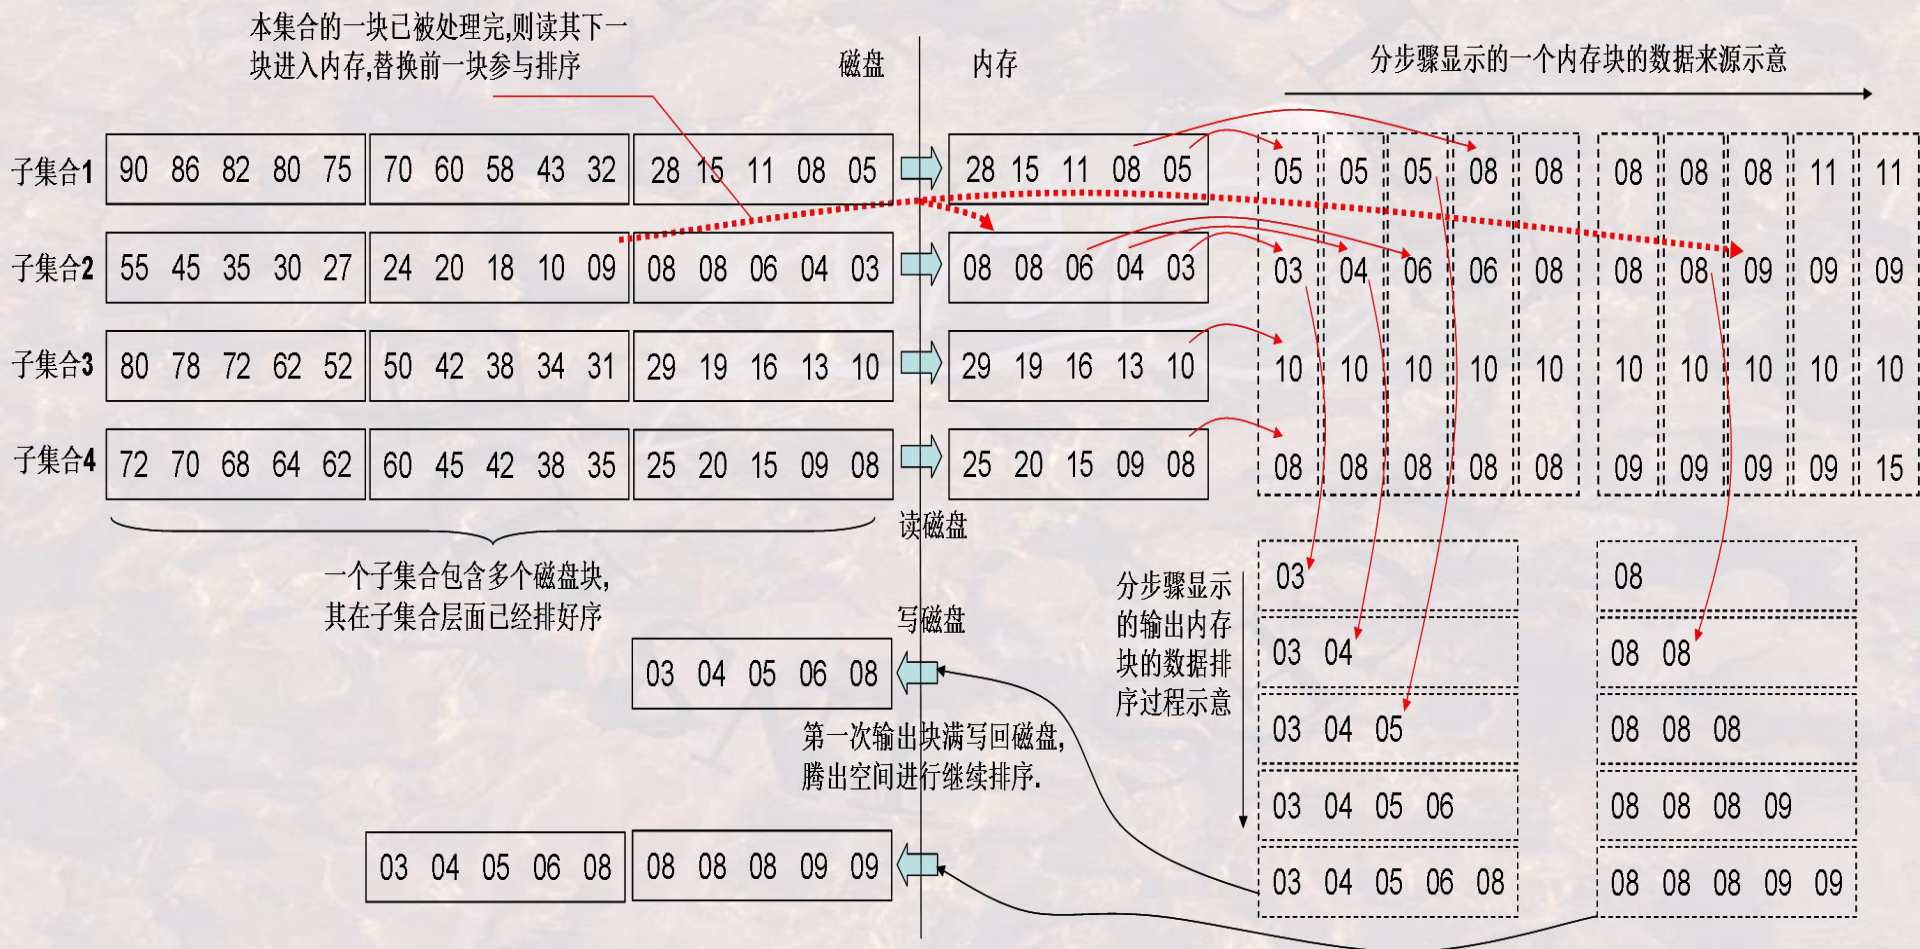 本集合的一块已被处理完,则读其下一
块进入内存,替换前一块参与排序
磁盘
内存
分步骤显示的一个内存块的数据来源示意
子集合1 90 86 82 80 75 70 60 58 43 32 28 15 11 08 05 28 15 11 08 05 05 05 05 08 08 08 08 08 11 11
子集合2 55 45 35 30 27 24 20 18 10 09 08 08 06 04 03 08 08 06 04 03 03 04 06 06 08 08 08 09 09 09
子集合3 80 78 72 62 52 50 42 38 34 31 29 19 16 13 10 29 19 16 13 10 10 10 10 10 10 10 10 10 10 10
子集合4 72 70 68 64 62 60 45 42 38 35 25 20 15 09 08 25 20 15 09 08 08 08 08 08 08 09 09 09 09 15
读磁盘
一个子集合包含多个磁盘块,
其在子集合层面已经排好序
写磁盘
03 04 05 06 08
第一次输出块满写回磁盘,
腾出空间进行继续排序.
03 04 05 06 08 08 08 08 09 09
分步骤显示
的输出内存
块的数据排
序过程示意
03
03 04
03 04 05
03 04 05 06
03 04 05 06 08
08
08 08
08 08 08
08 08 08 09
08 08 08 09 09